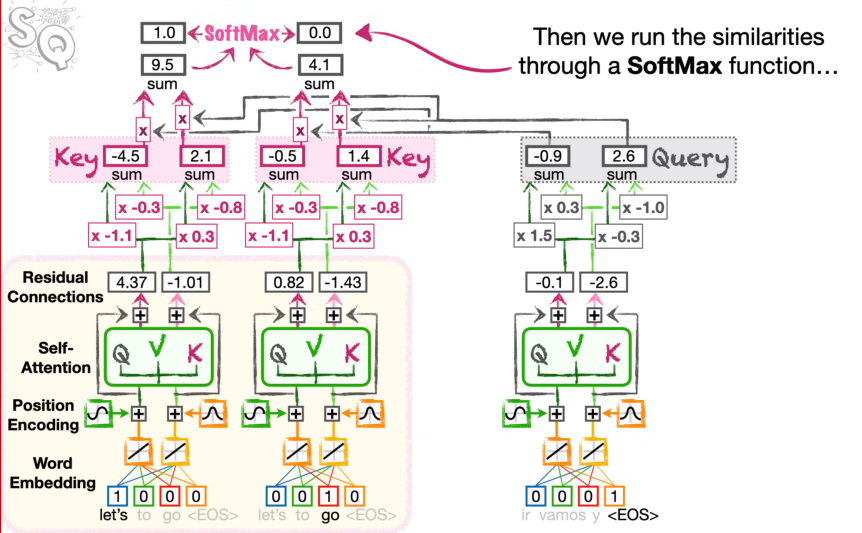 SQ
1.0 SoftMax 0.0
Then we run the similarities
through a SoftMax function…
9.5 4.1
sum sum
x x x x
Key -4.5 2.1 -0.5 1.4 Key -0.9 2.6 Query
sum sum sum sum sum sum
x -0.3 x -0.8 x -0.3 x -0.8 x 0.3 x -1.0
x -1.1 x 0.3 x -1.1 x 0.3 x 1.5 x -0.3
Residual
Connections
4.37 -1.01 0.82 -1.43 -0.1 -2.6
+ + + + + +
Self-
Attention
Q V K Q V K Q V K
Position
Encoding
+ + + + + +
Word
Embedding
1 0 0 0 0 0 1 0 0 0 0 1
let's to go <EOS> let's to go <EOS> ir vamos y <EOS>